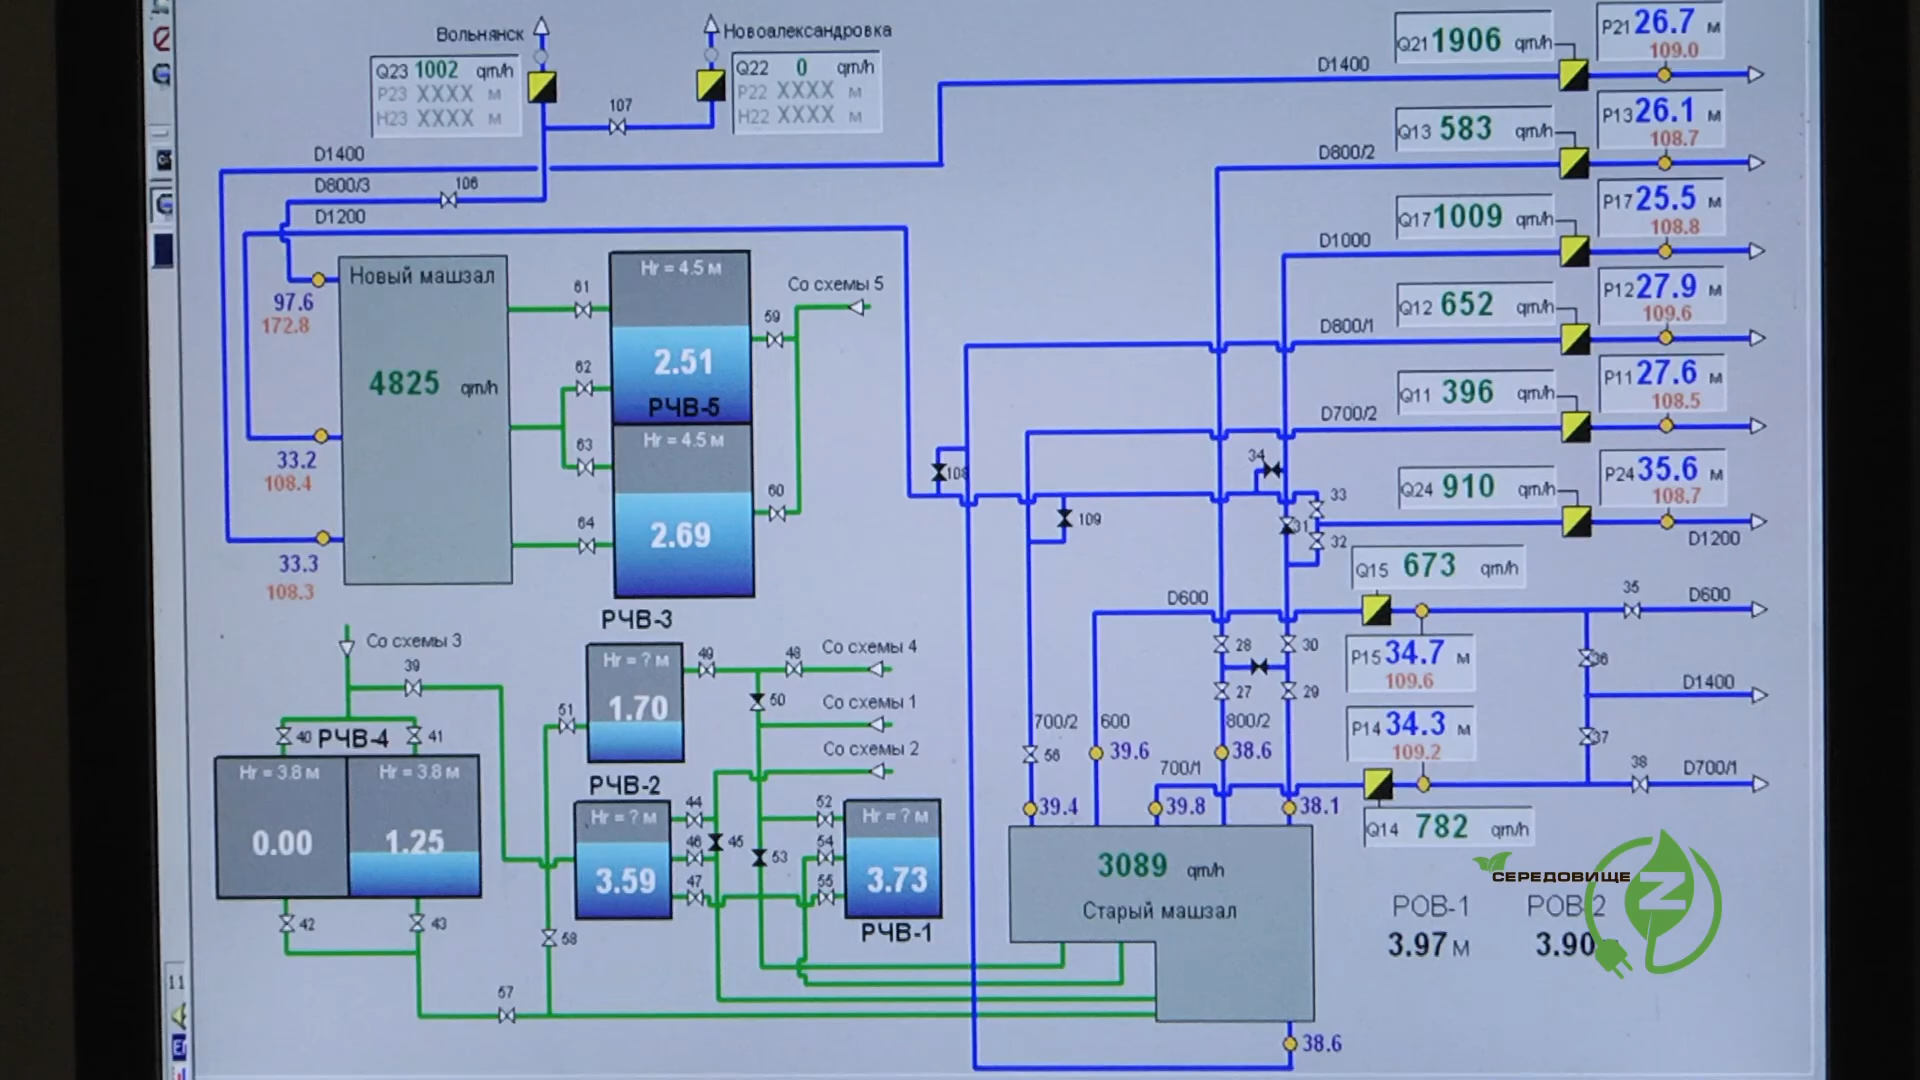 Вольнянск
Новоалександровка
Q23 1002 qm/h
P23 XXXX м
H23 XXXX м
Q22 0 qm/h
P22 XXXX м
H22 XXXX м
107
D1400
Q21 1906 qm/h
P21 26.7 м
109.0
D1400
D800/3
106
D1200
D800/2
Q13 583 qm/h
P13 26.1 м
108.7
D1000
Q17 1009 qm/h
P17 25.5 м
108.8
D800/1
Q12 652 qm/h
P12 27.9 м
109.6
D700/2
Q11 396 qm/h
P11 27.6 м
108.5
Q24 910 qm/h
P24 35.6 м
108.7
D1200
Новый машзал
4825 qm/h
97.6
172.8
33.2
108.4
33.3
108.3
61
62
63
64
Hг = 4.5 м
2.51
РЧВ-5
Hг = 4.5 м
2.69
РЧВ-3
59
60
Со схемы 5
108
109
34
33
31
32
D600
Q15 673 qm/h
P15 34.7 м
109.6
35
D600
36
D1400
37
38
D700/1
P14 34.3 м
109.2
Q14 782 qm/h
28
30
27
29
700/2
600
800/2
56
39.6
38.6
700/1
39.4
39.8
38.1
3089 qm/h
Старый машзал
38.6
Со схемы 3
39
40
РЧВ-4
41
Hг = 3.8 м
0.00
Hг = 3.8 м
1.25
42
43
57
58
51
Hг = ? м
1.70
РЧВ-2
49
48
Со схемы 4
50
Со схемы 1
Со схемы 2
Hг = ? м
3.59
44
46
47
45
53
52
54
55
Hг = ? м
3.73
РЧВ-1
РОВ-1
3.97 м
РОВ-2
3.90
СЕРЕДОВИЩЕ
11
En